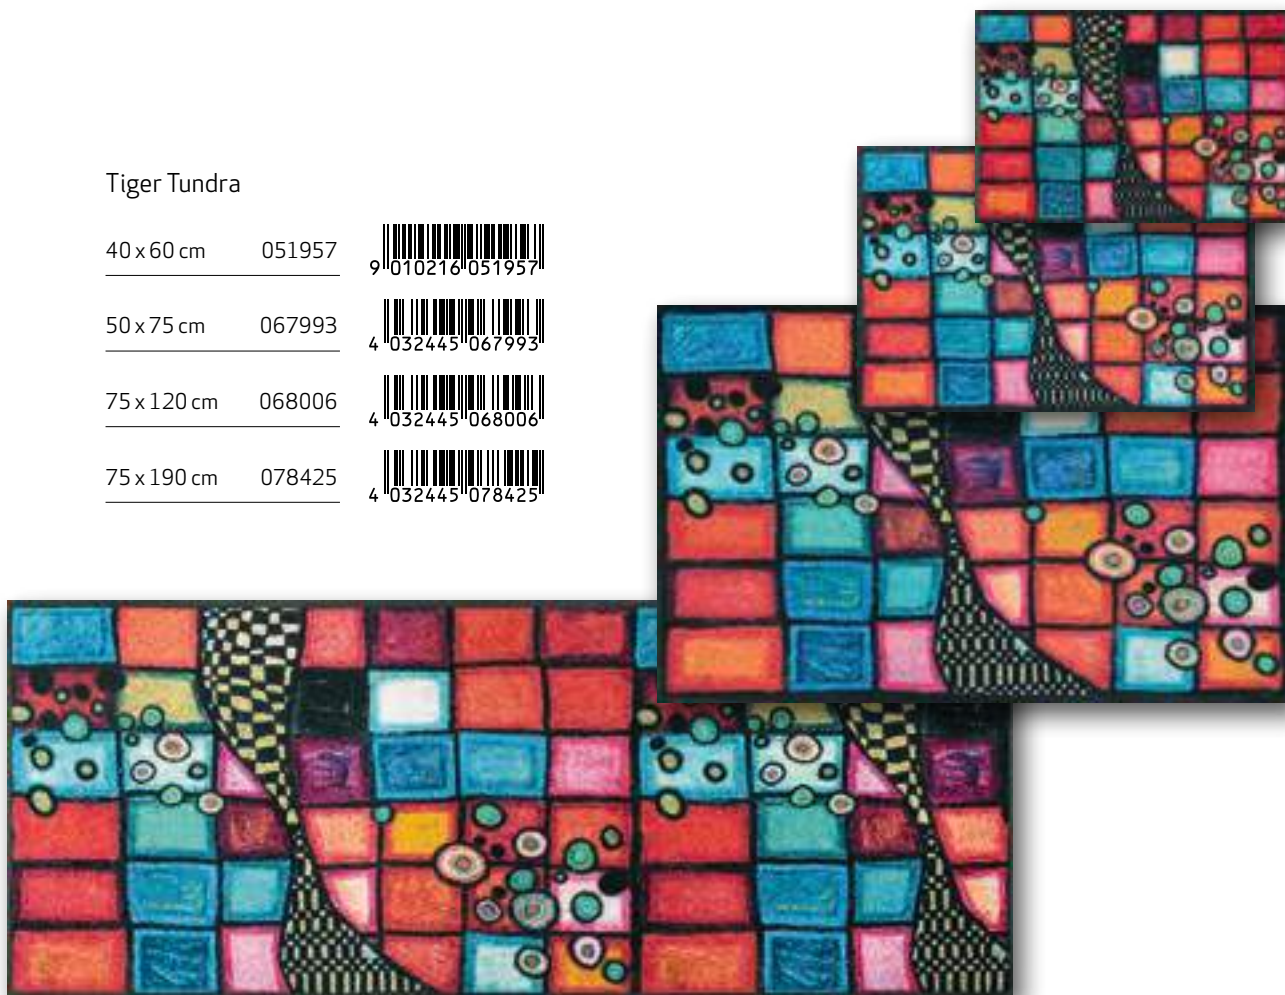 Tiger Tundra
40 x 60 cm 051957 9 010216 051957
50 x 75 cm 067993 4 032445 067993
75 x 120 cm 068006 4 032445 068006
75 x 190 cm 078425 4 032445 078425